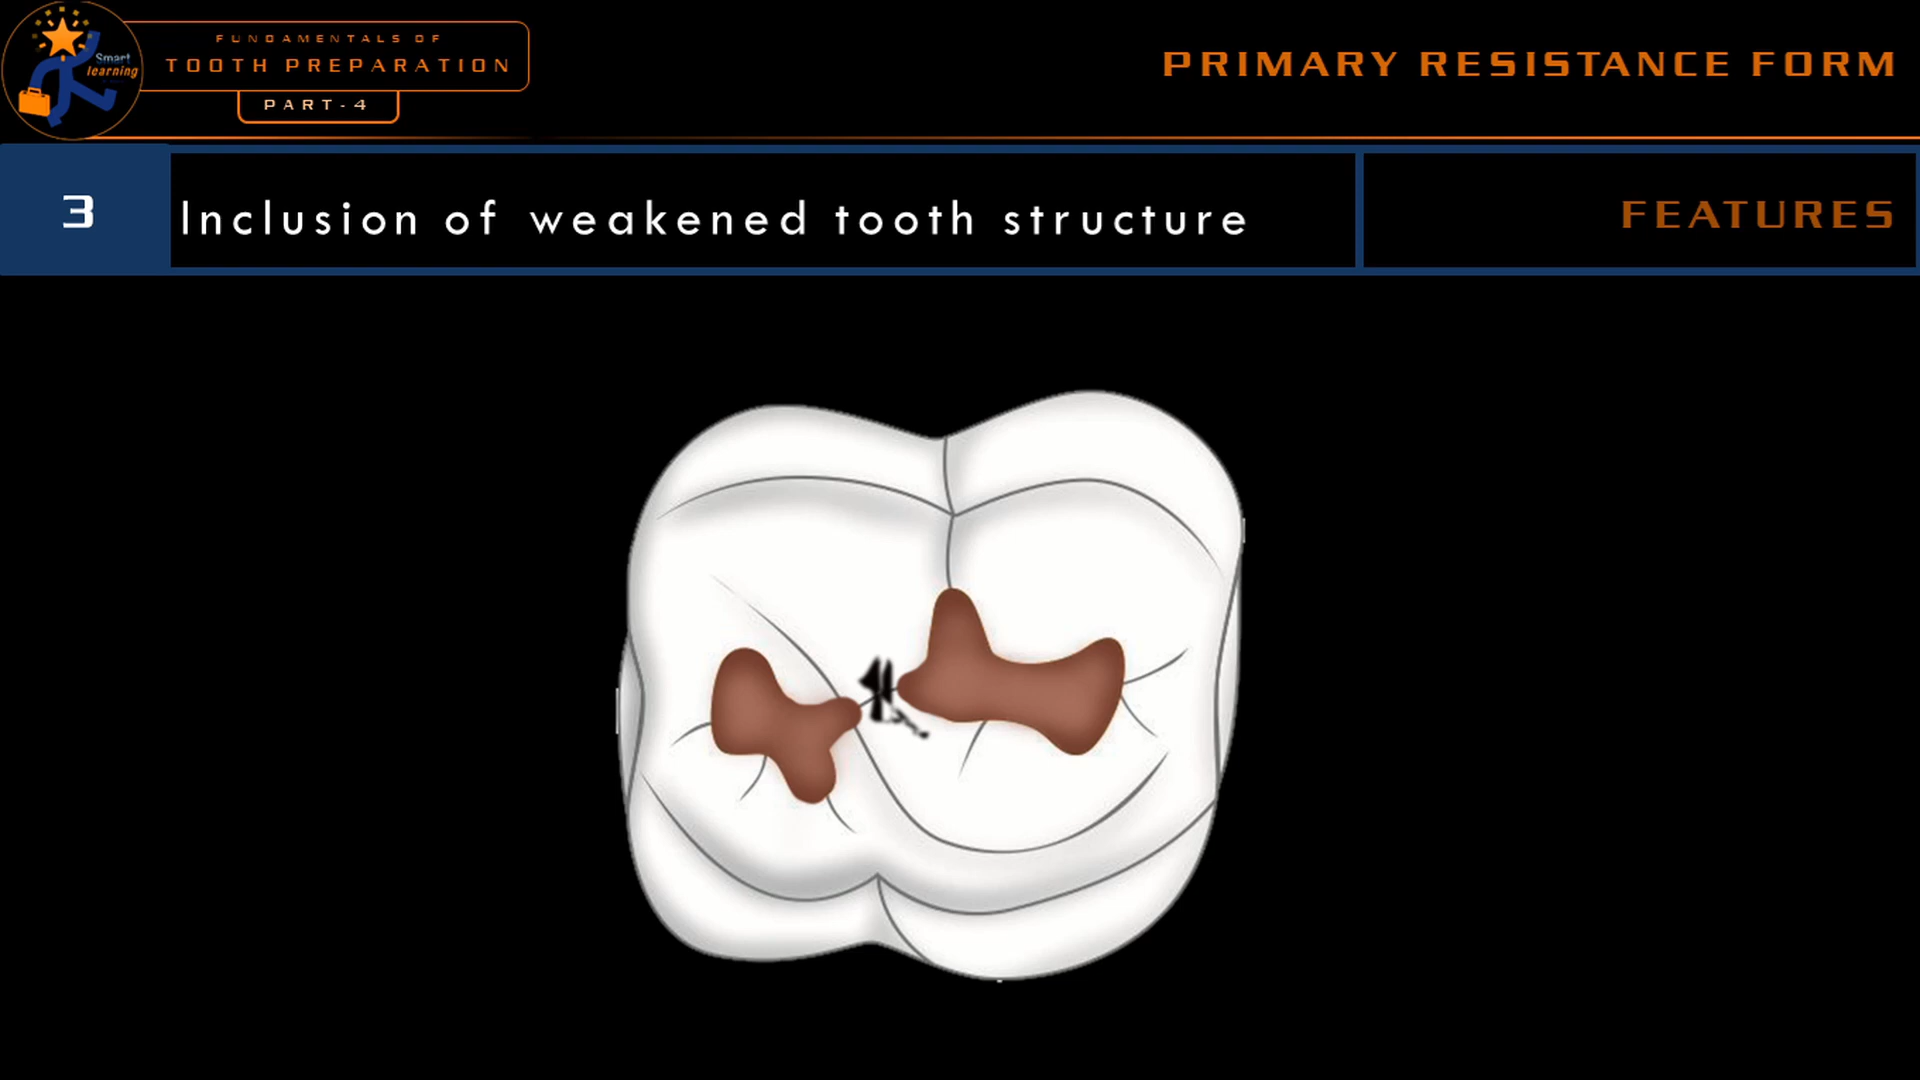 Smart
learning
FUNDAMENTALS OF
TOOTH PREPARATION
PART-4
PRIMARY RESISTANCE FORM
3
Inclusion of weakened tooth structure
FEATURES